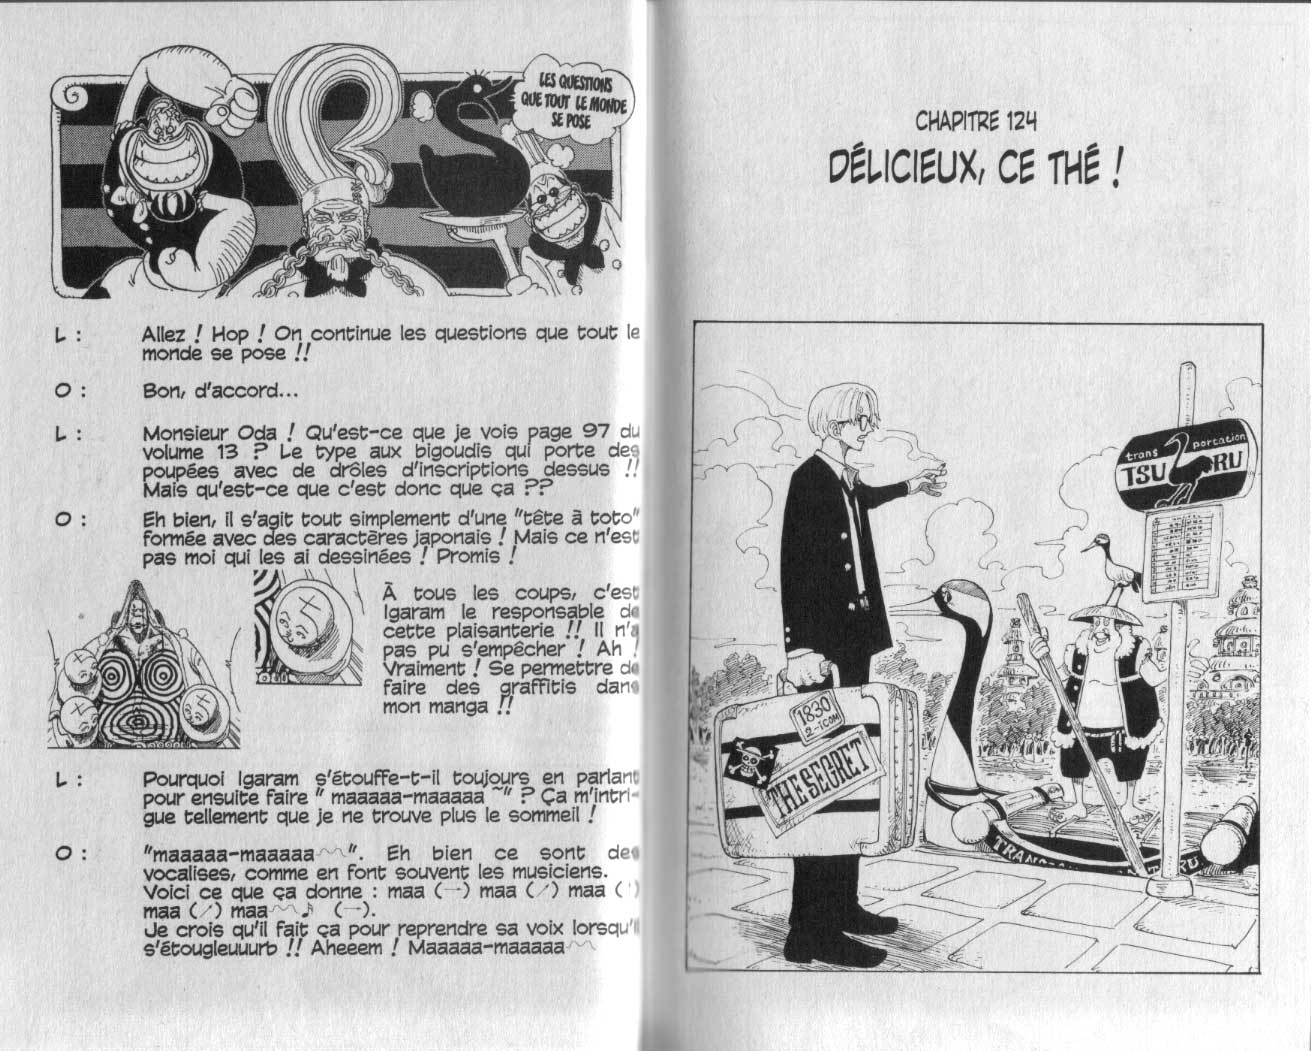 LES QUESTIONS
QUE TOUT LE MONDE
SE POSE
L : Allez ! Hop ! On continue les questions que tout le
monde se pose !!
O : Bon, d'accord...
L : Monsieur Oda ! Qu'est-ce que je vois page 97 du
volume 13 ? Le type aux bigoudis qui porte des
poupées avec de drôles d'inscriptions dessus !!
Mais qu'est-ce que c'est donc que ça ??
O : Eh bien, il s'agit tout simplement d'une "tête à toto"
formée avec des caractères japonais ! Mais ce n'est
pas moi qui les ai dessinées ! Promis !
À tous les coups, c'est
Igaram le responsable de
cette plaisanterie !! Il n'a
pas pu s'empêcher ! Ah !
Vraiment ! Se permettre de
faire des graffitis dans
mon manga !!
L : Pourquoi Igaram s'étouffe-t-il toujours en parlant
pour ensuite faire " maaaaa-maaaaa ~" ? Ça m'intri-
gue tellement que je ne trouve plus le sommeil !
O : "maaaaa-maaaaa~~". Eh bien ce sont des
vocalises, comme en font souvent les musiciens.
Voici ce que ça donne : maa (→) maa (↗) maa (↑)
maa (↗) maa~~♪ (→).
Je crois qu'il fait ça pour reprendre sa voix lorsqu'il
s'étougleuuurb !! Aheeem ! Maaaaa-maaaaa~~
CHAPITRE 124
DÉLICIEUX, CE THÉ !
trans portation
TSURU
1830
2-1COM
THE SEGRET